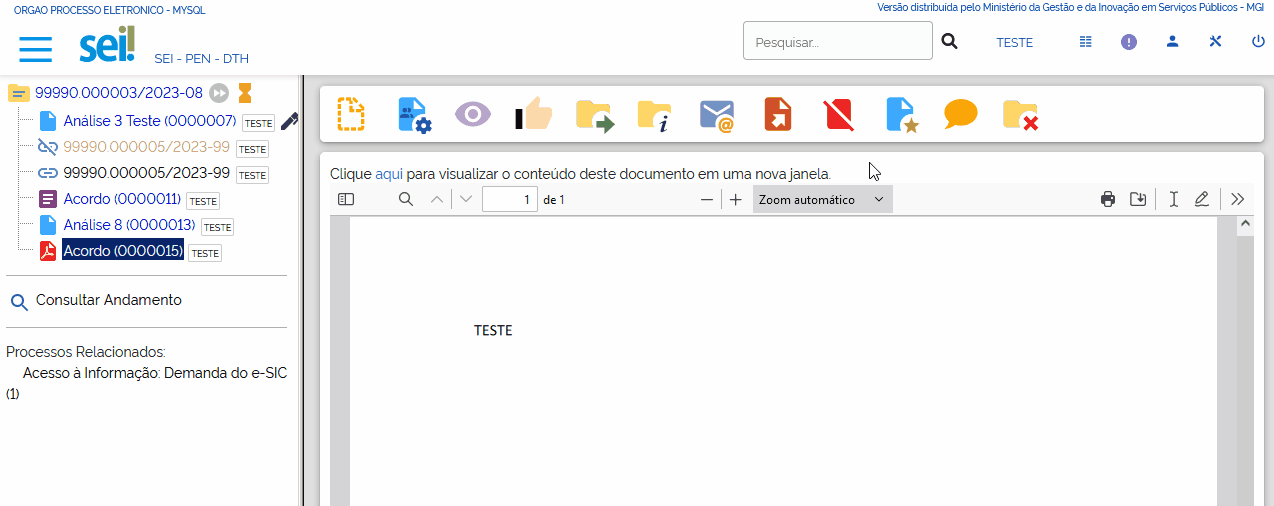 ORGAO PROCESSO ELETRONICO - MYSQL
Versão distribuída pelo Ministério da Gestão e da Inovação em Serviços Públicos - MGI
sei!
SEI - PEN - DTH
Pesquisar...
TESTE
99990.000003/2023-08
Análise 3 Teste (0000007) TESTE
99990.000005/2023-99 TESTE
99990.000005/2023-99 TESTE
Acordo (0000011) TESTE
Análise 8 (0000013) TESTE
Acordo (0000015) TESTE
Consultar Andamento
Processos Relacionados:
Acesso à Informação: Demanda do e-SIC
(1)
Clique aqui para visualizar o conteúdo deste documento em uma nova janela.
1 de 1 Zoom automático
TESTE